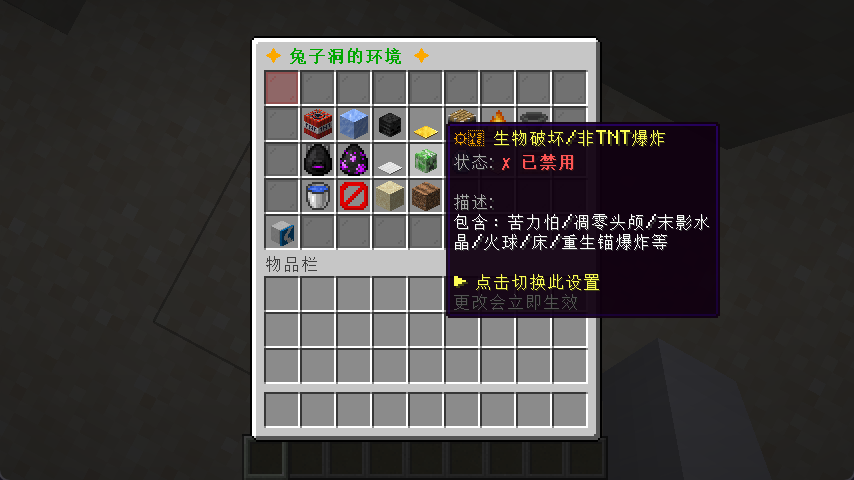 兔子洞的环境
生物破坏/非TNT爆炸
状态: ✗ 已禁用
描述:
包含：苦力怕/凋零头颅/末影水
晶/火球/床/重生锚爆炸等
► 点击切换此设置
更改会立即生效
物品栏